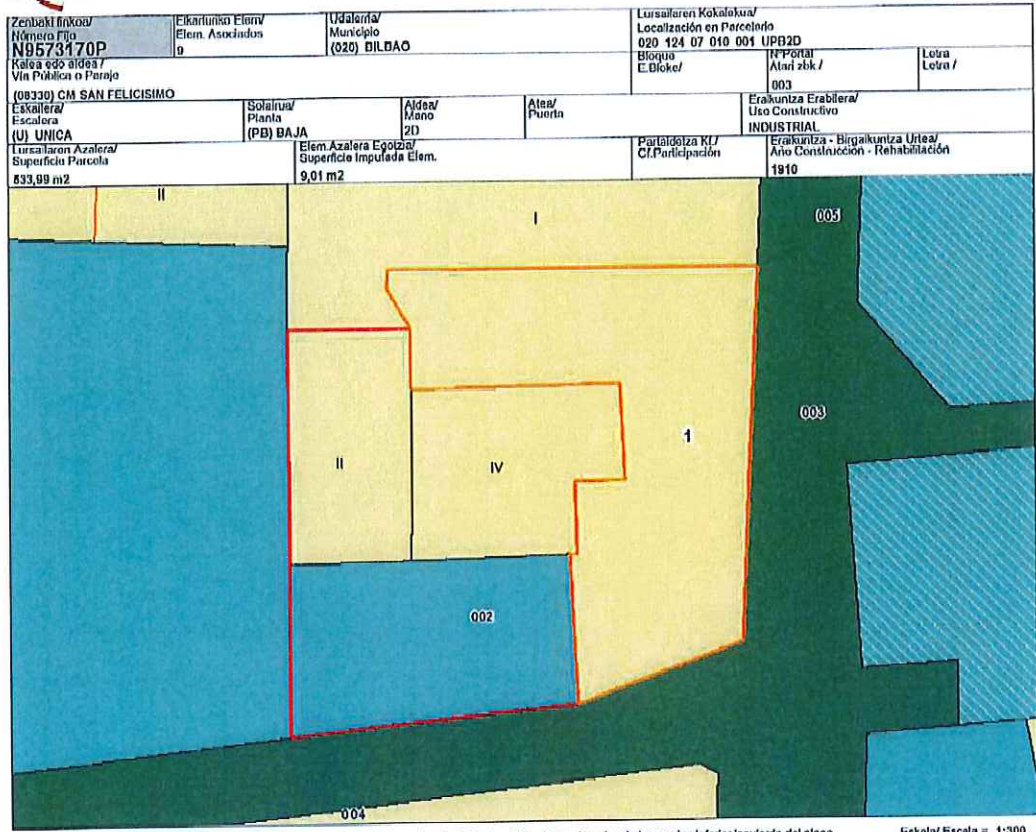 Zenbaki finkoa/
Número Fijo
N9573170P
Elkarturiko Elem/
Elem. Asociados
9
Udalerria/
Municipio
(020) BILBAO
Lursailaren Kokalekua/
Localización en Parcelario
020 124 07 010 001 UPB2D
Kalea edo aldea /
Vía Pública o Paraje
(08330) CM SAN FELICISIMO
Bloque
E.Bloke/
NºPortal
Atari zbk /
003
Letra
Letra /
Eskailera/
Escalera
(U) UNICA
Solairua/
Planta
(PB) BAJA
Aldea/
Mano
2D
Atea/
Puerta
Eraikuntza Erabilera/
Uso Constructivo
INDUSTRIAL
Lursailaren Azalera/
Superficie Parcela
533,99 m2
Elem.Azalera Egotzia/
Superficie Imputada Elem.
9,01 m2
Partaidetza Kf./
Cf.Participación
Eraikuntza - Birgaikuntza Urtea/
Año Construcción - Rehabilitación
1910
II
I
005
003
1
II
IV
002
004
Eskala/ Escala = 1:300